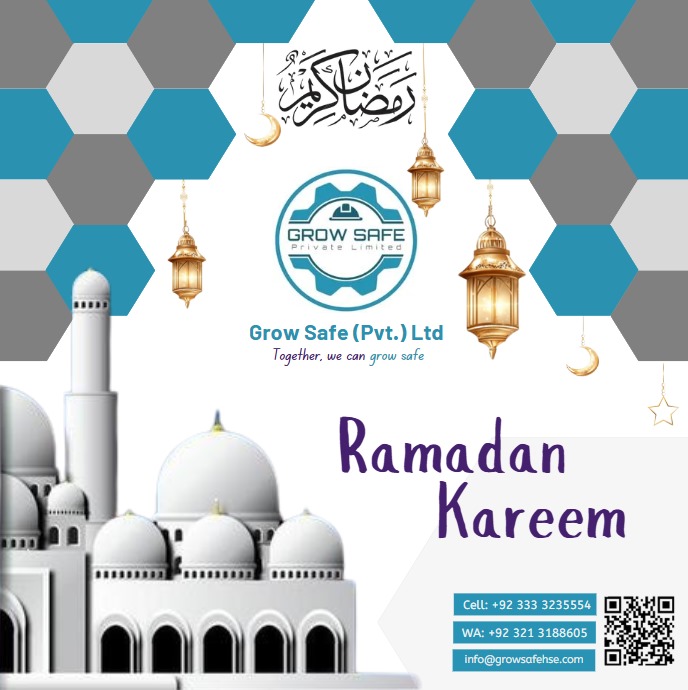 رمضان كريم
GROW SAFE
Private Limited
Grow Safe (Pvt.) Ltd
Together, we can grow safe
Ramadan
Kareem
Cell: +92 333 3235554
WA: +92 321 3188605
info@growsafehse.com